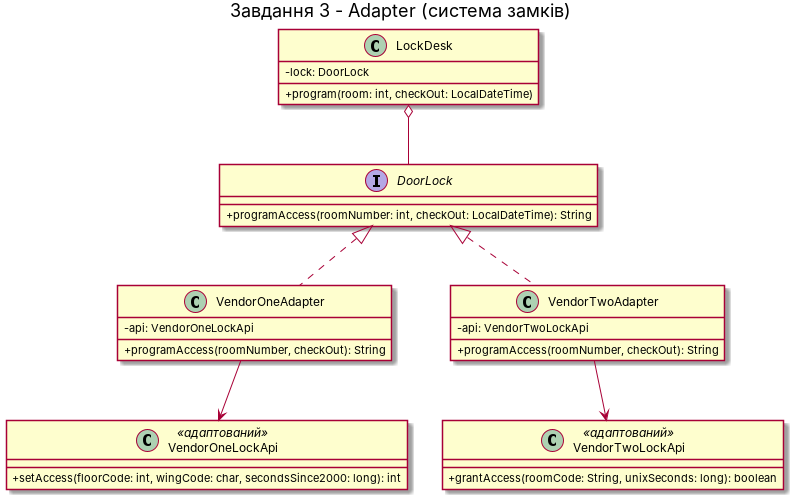 Завдання 3 - Adapter (система замків)
C LockDesk
-lock: DoorLock
+program(room: int, checkOut: LocalDateTime)
I DoorLock
+programAccess(roomNumber: int, checkOut: LocalDateTime): String
C VendorOneAdapter
-api: VendorOneLockApi
+programAccess(roomNumber, checkOut): String
C VendorTwoAdapter
-api: VendorTwoLockApi
+programAccess(roomNumber, checkOut): String
«адаптований»
C VendorOneLockApi
+setAccess(floorCode: int, wingCode: char, secondsSince2000: long): int
«адаптований»
C VendorTwoLockApi
+grantAccess(roomCode: String, unixSeconds: long): boolean